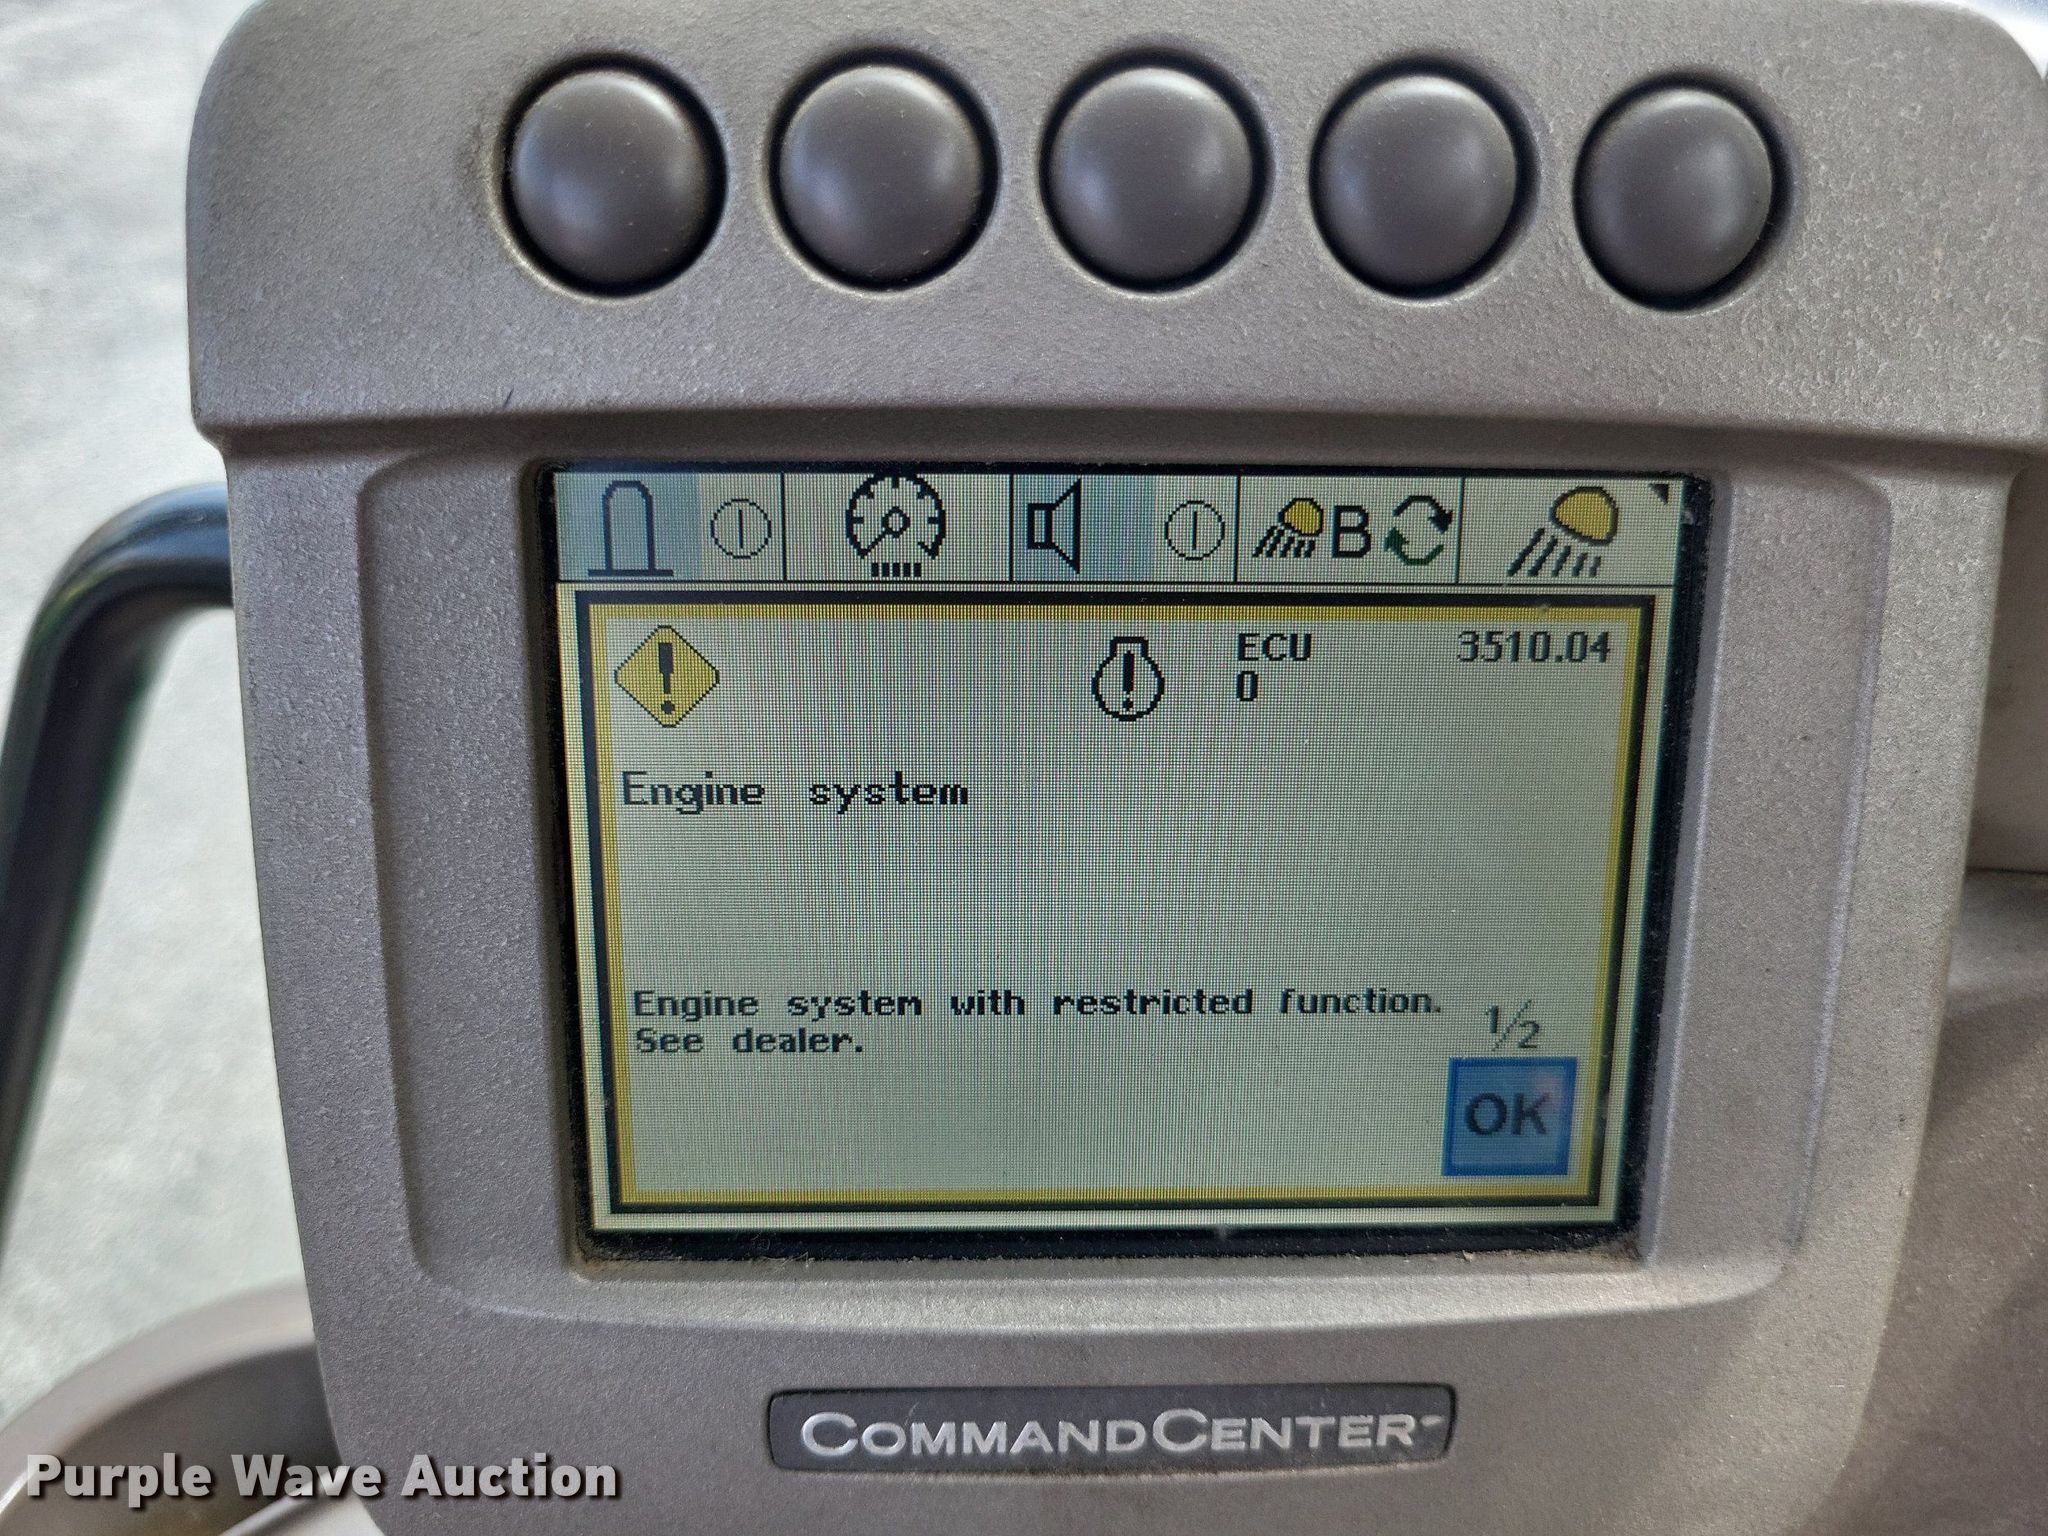 B
ECU 3510.04
0
Engine system
Engine system with restricted function.
See dealer.
1/2
OK
COMMANDCENTER™
Purple Wave Auction